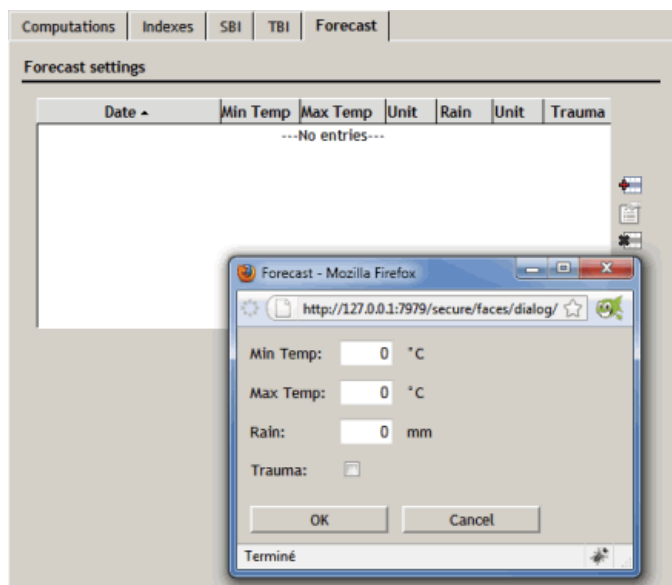 Computations Indexes SBI TBI Forecast
Forecast settings
Date Min Temp Max Temp Unit Rain Unit Trauma
---No entries---
Forecast - Mozilla Firefox
http://127.0.0.1:7979/secure/faces/dialog/
Min Temp: 0 °C
Max Temp: 0 °C
Rain: 0 mm
Trauma:
OK Cancel
Terminé